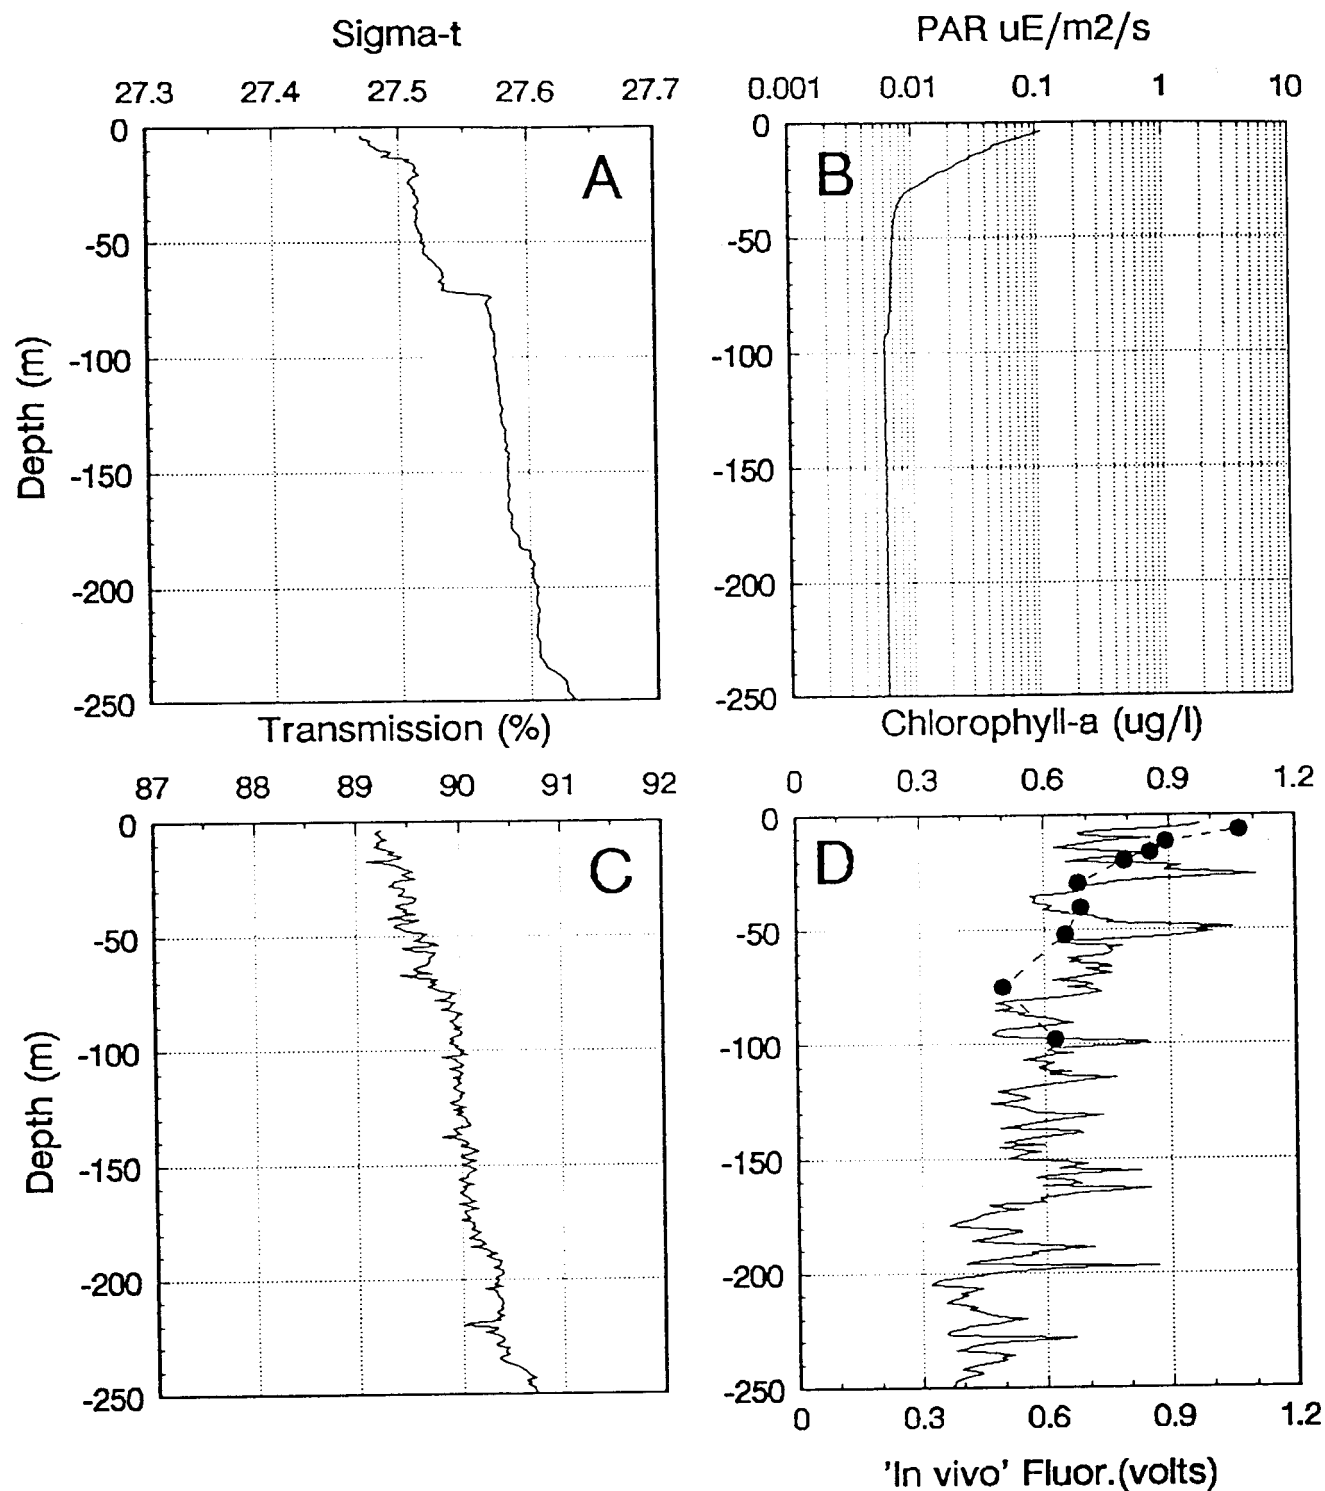 Sigma-t
PAR uE/m2/s
27.3 27.4 27.5 27.6 27.7
0.001 0.01 0.1 1 10
0
-50
-100
-150
-200
-250
Depth (m)
A
0
-50
-100
-150
-200
-250
B
Transmission (%)
Chlorophyll-a (ug/l)
87 88 89 90 91 92
0 0.3 0.6 0.9 1.2
0
-50
-100
-150
-200
-250
Depth (m)
C
0
-50
-100
-150
-200
-250
D
0 0.3 0.6 0.9 1.2
'In vivo' Fluor.(volts)